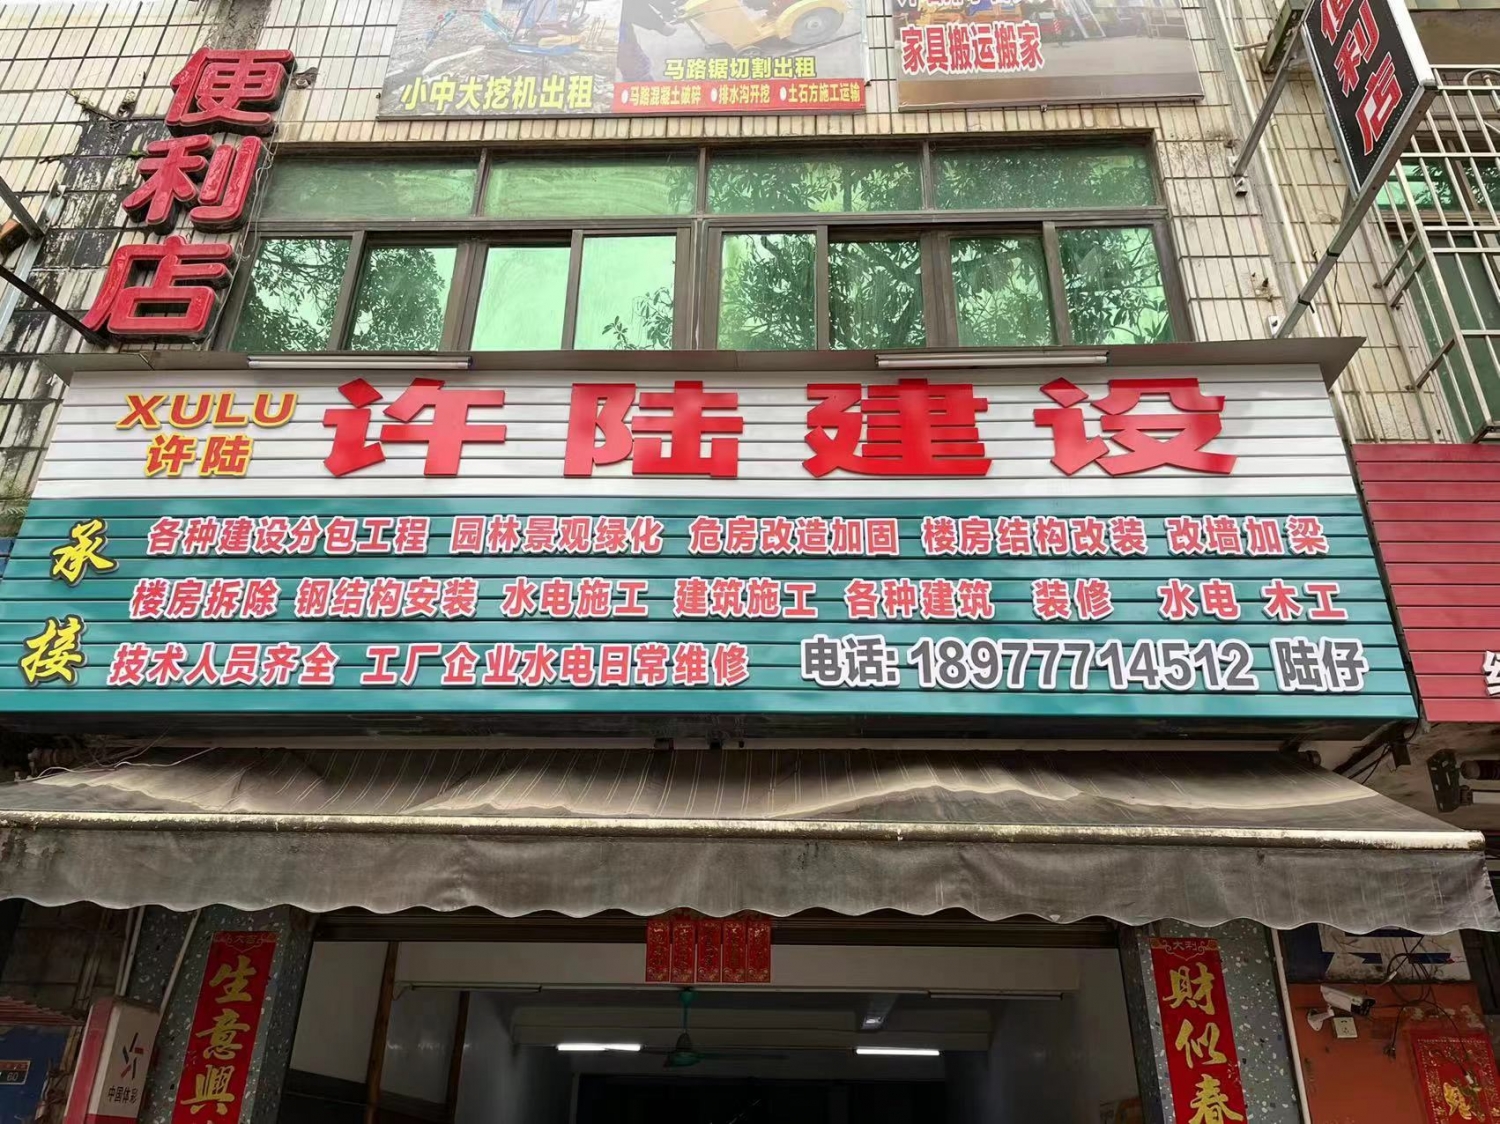 小中大挖机出租
马路锯切割出租
●马路混凝土破碎 ●排水沟开挖 ●土石方施工运输
家具搬运搬家
便利店
便利店
XULU
许陆
许陆建设
承接
各种建设分包工程 园林景观绿化 危房改造加固 楼房结构改装 改墙加梁
楼房拆除 钢结构安装 水电施工 建筑施工 各种建筑 装修 水电 木工
技术人员齐全 工厂企业水电日常维修 电话:18977714512 陆仔
大吉
生意興
大利
财似春
中国体彩
60